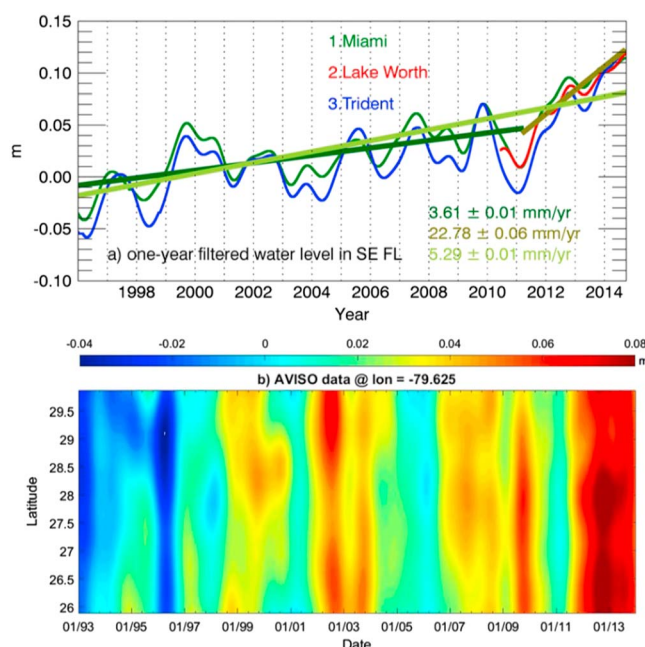 0.15
0.10
0.05
0.00
-0.05
-0.10
m
1.Miami
2.Lake Worth
3.Trident
3.61 ± 0.01 mm/yr
22.78 ± 0.06 mm/yr
5.29 ± 0.01 mm/yr
a) one-year filtered water level in SE FL
1998 2000 2002 2004 2006 2008 2010 2012 2014
Year
-0.04 -0.02 0 0.02 0.04 0.06 0.08
m
b) AVISO data @ lon = -79.625
29.5
29
28.5
28
27.5
27
26.5
26
Latitude
01/93 01/95 01/97 01/99 01/01 01/03 01/05 01/07 01/09 01/11 01/13
Date